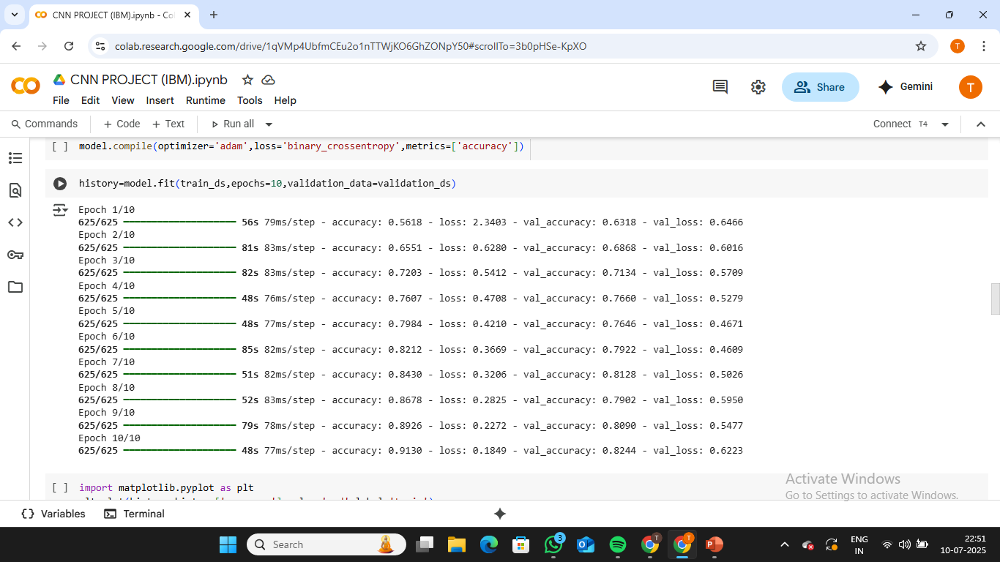 CNN PROJECT (IBM).ipynb - Co
colab.research.google.com/drive/1qVMp4UbfmCEu2o1nTTWjKO6GhZONpY50#scrollTo=3b0pHSe-KpXO
T
CNN PROJECT (IBM).ipynb
Share
Gemini
T
File Edit View Insert Runtime Tools Help
Commands + Code + Text Run all
Connect T4
[ ] model.compile(optimizer='adam',loss='binary_crossentropy',metrics=['accuracy'])
history=model.fit(train_ds,epochs=10,validation_data=validation_ds)
Epoch 1/10
625/625 ━━━━━━━━━━━━━━━━━━━━ 56s 79ms/step - accuracy: 0.5618 - loss: 2.3403 - val_accuracy: 0.6318 - val_loss: 0.6466
Epoch 2/10
625/625 ━━━━━━━━━━━━━━━━━━━━ 81s 83ms/step - accuracy: 0.6551 - loss: 0.6280 - val_accuracy: 0.6868 - val_loss: 0.6016
Epoch 3/10
625/625 ━━━━━━━━━━━━━━━━━━━━ 82s 83ms/step - accuracy: 0.7203 - loss: 0.5412 - val_accuracy: 0.7134 - val_loss: 0.5709
Epoch 4/10
625/625 ━━━━━━━━━━━━━━━━━━━━ 48s 76ms/step - accuracy: 0.7607 - loss: 0.4708 - val_accuracy: 0.7660 - val_loss: 0.5279
Epoch 5/10
625/625 ━━━━━━━━━━━━━━━━━━━━ 48s 77ms/step - accuracy: 0.7984 - loss: 0.4210 - val_accuracy: 0.7646 - val_loss: 0.4671
Epoch 6/10
625/625 ━━━━━━━━━━━━━━━━━━━━ 85s 82ms/step - accuracy: 0.8212 - loss: 0.3669 - val_accuracy: 0.7922 - val_loss: 0.4609
Epoch 7/10
625/625 ━━━━━━━━━━━━━━━━━━━━ 51s 82ms/step - accuracy: 0.8430 - loss: 0.3206 - val_accuracy: 0.8128 - val_loss: 0.5026
Epoch 8/10
625/625 ━━━━━━━━━━━━━━━━━━━━ 52s 83ms/step - accuracy: 0.8678 - loss: 0.2825 - val_accuracy: 0.7902 - val_loss: 0.5950
Epoch 9/10
625/625 ━━━━━━━━━━━━━━━━━━━━ 79s 78ms/step - accuracy: 0.8926 - loss: 0.2272 - val_accuracy: 0.8090 - val_loss: 0.5477
Epoch 10/10
625/625 ━━━━━━━━━━━━━━━━━━━━ 48s 77ms/step - accuracy: 0.9130 - loss: 0.1849 - val_accuracy: 0.8244 - val_loss: 0.6223
[ ] import matplotlib.pyplot as plt
Activate Windows
Go to Settings to activate Windows.
Variables Terminal
Search
3
T
T
ENG
IN
22:51
10-07-2025